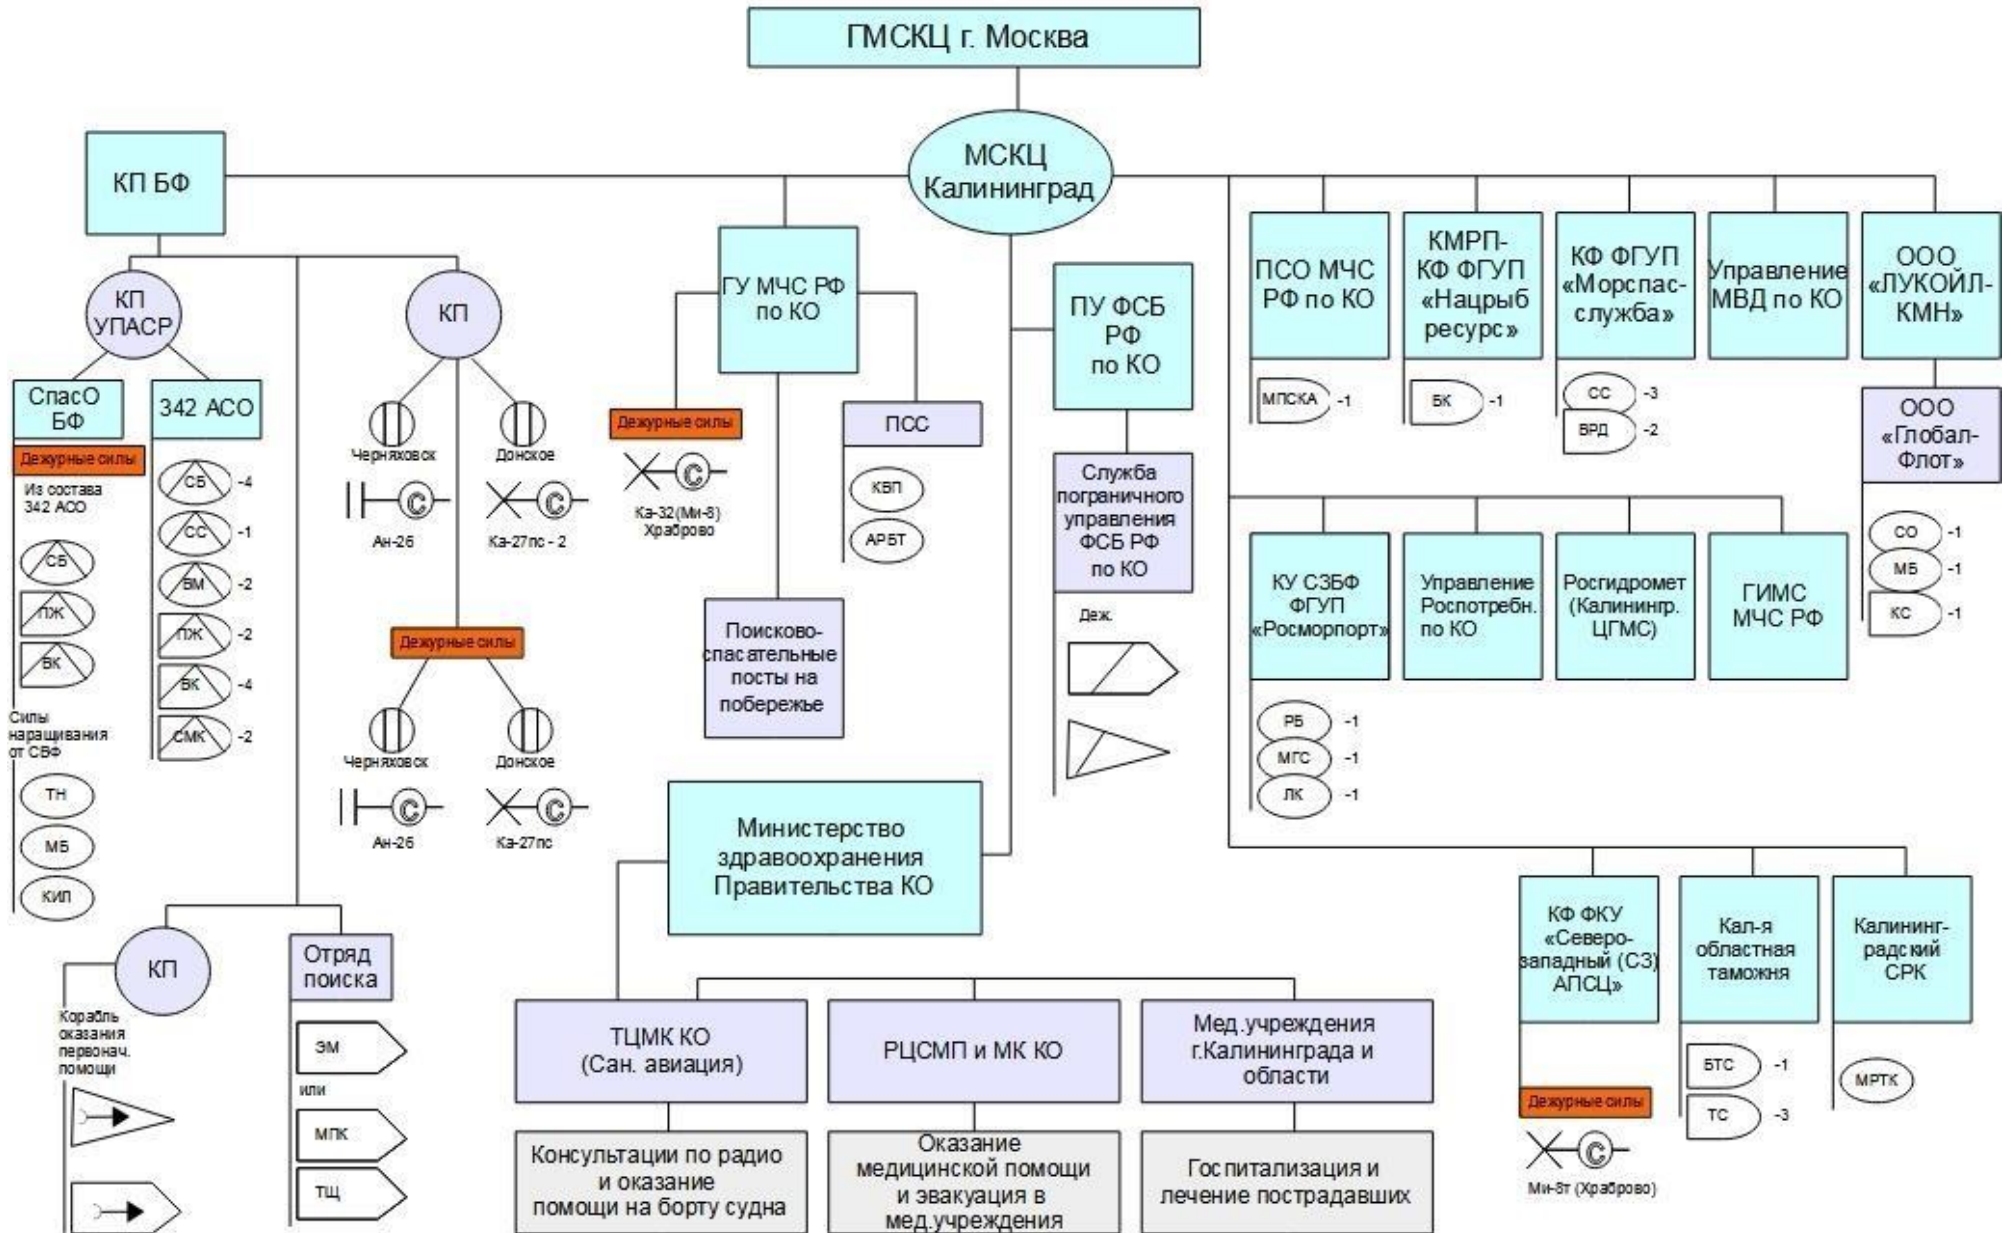 ГМСКЦ г. Москва
МСКЦ
Калининград
КП БФ
КП
УПАСР
СпасО
БФ
Дежурные силы
Из состава
342 АСО
СБ
ПЖ
ВК
Силы
наращивания
от СВФ
ТН
МБ
КИЛ
342 АСО
СБ
-4
СС
-1
ВМ
-2
ПЖ
-2
ВК
-4
СМК
-2
КП
Корабль
оказания
первонач.
помощи
Отряд
поиска
ЭМ
или
МПК
ТЩ
КП
Черняховск
Донское
Ан-26
Ка-27пс - 2
Дежурные силы
Черняховск
Донское
Ан-26
Ка-27пс
ГУ МЧС РФ
по КО
Дежурные силы
Ка-32(Ми-8)
Храброво
ПСС
КВП
АРБТ
Поисково-
спасательные
посты на
побережье
ПУ ФСБ
РФ
по КО
Служба
пограничного
управления
ФСБ РФ
по КО
Деж.
Министерство
здравоохранения
Правительства КО
ТЦМК КО
(Сан. авиация)
РЦСМП и МК КО
Мед.учреждения
г.Калининграда и
области
Консультации по радио
и оказание
помощи на борту судна
Оказание
медицинской помощи
и эвакуация в
мед.учреждения
Госпитализация и
лечение пострадавших
ПСО МЧС
РФ по КО
МПСКА
-1
КМРП-
КФ ФГУП
«Нацрыб
ресурс»
БК
-1
КФ ФГУП
«Морспас-
служба»
СС
-3
ВРД
-2
Управление
МВД по КО
ООО
«ЛУКОЙЛ-
КМН»
ООО
«Глобал-
Флот»
СО
-1
МБ
-1
КС
-1
КУ СЗБФ
ФГУП
«Росморпорт»
РБ
-1
МГС
-1
ЛК
-1
Управление
Роспотребн.
по КО
Росгидромет
(Калинингр.
ЦГМС)
ГИМС
МЧС РФ
КФ ФКУ
«Северо-
западный (СЗ)
АПСЦ»
Дежурные силы
Ми-8т (Храброво)
Кал-я
областная
таможня
БТС
-1
ТС
-3
Калининг-
радский
СРК
МРТК